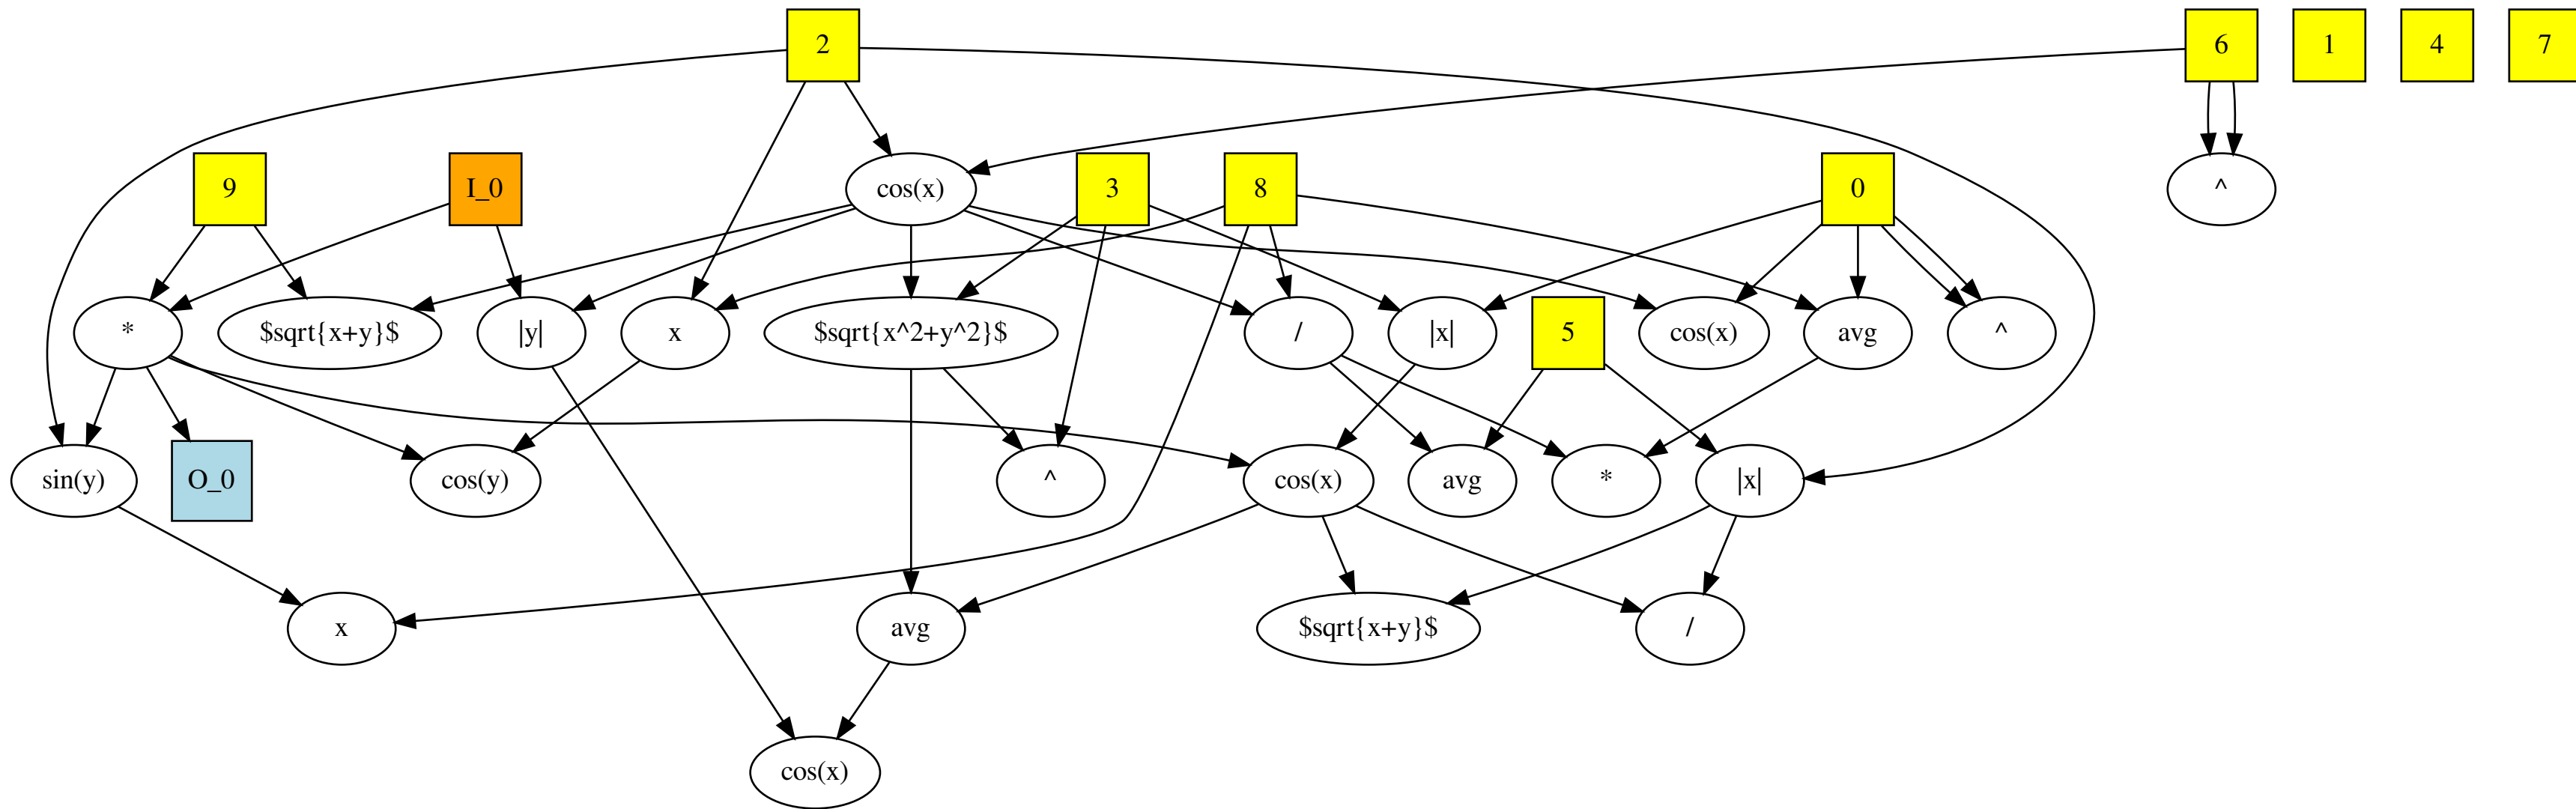 2
6
1
4
7
9
I_0
cos(x)
3
8
0
^
*
$sqrt{x+y}$
|y|
x
$sqrt{x^2+y^2}$
/
|x|
5
cos(x)
avg
^
sin(y)
O_0
cos(y)
^
cos(x)
avg
*
|x|
x
avg
$sqrt{x+y}$
/
cos(x)